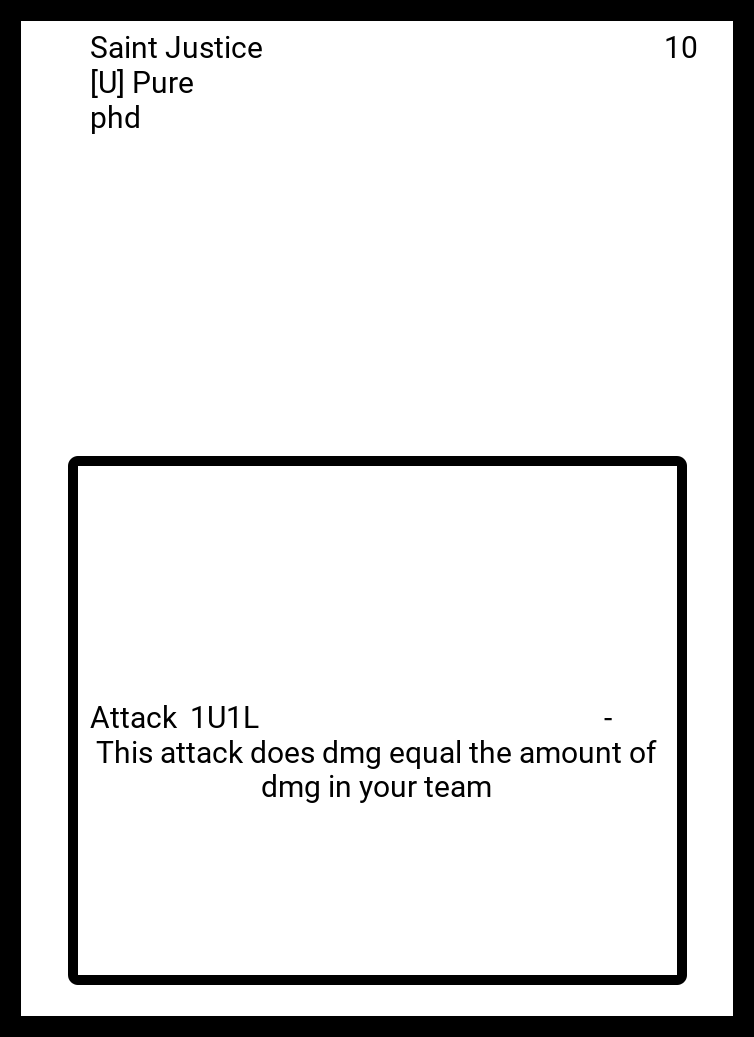 Saint Justice 10
[U] Pure
phd
Attack 1U1L -
This attack does dmg equal the amount of
dmg in your team